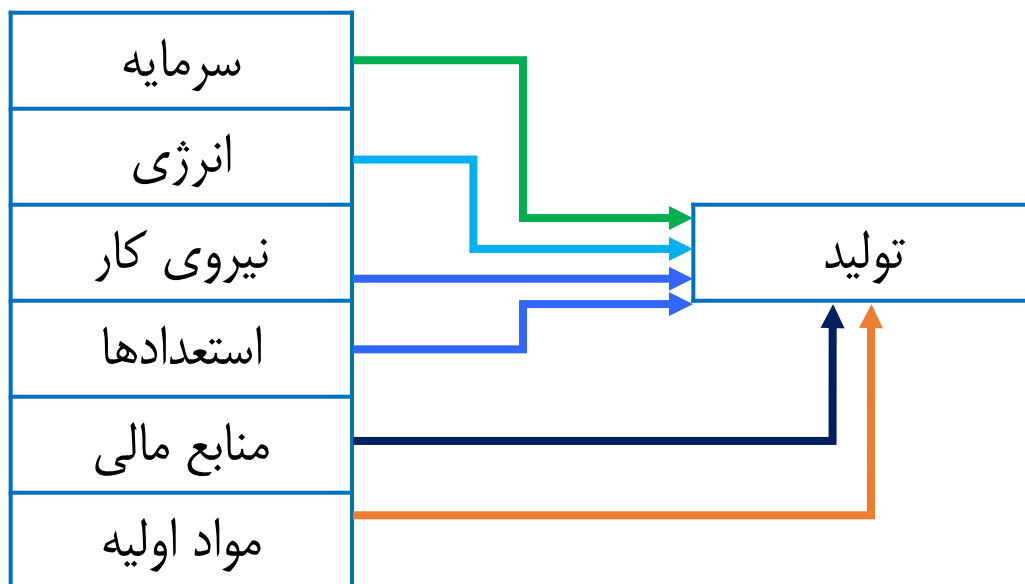 سرمایه
انرژی
نیروی کار
استعدادها
منابع مالی
مواد اولیه
تولید